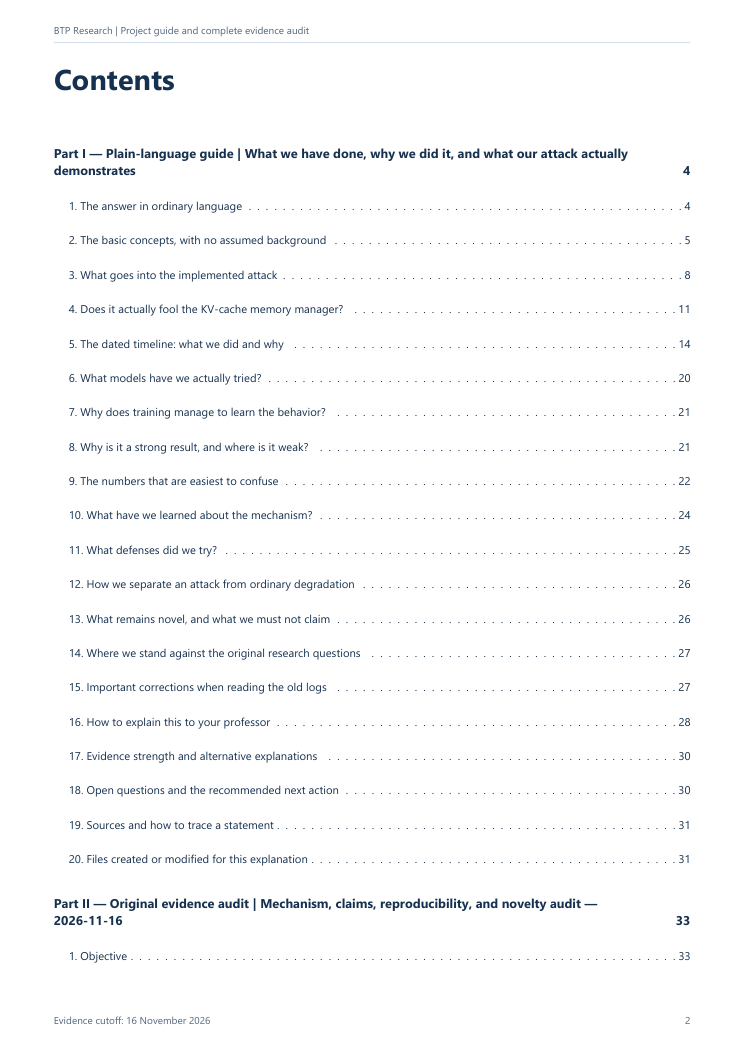 BTP Research | Project guide and complete evidence audit
Contents
Part I — Plain-language guide | What we have done, why we did it, and what our attack actually
demonstrates 4
1. The answer in ordinary language . . . . . . . . . . . . . . . . . . . . . . . . . . . . . . . . . . . . . . . . . . . 4
2. The basic concepts, with no assumed background . . . . . . . . . . . . . . . . . . . . . . . . . . . . . . . . . . . 5
3. What goes into the implemented attack . . . . . . . . . . . . . . . . . . . . . . . . . . . . . . . . . . . . . . . . 8
4. Does it actually fool the KV-cache memory manager? . . . . . . . . . . . . . . . . . . . . . . . . . . . . . . . . . 11
5. The dated timeline: what we did and why . . . . . . . . . . . . . . . . . . . . . . . . . . . . . . . . . . . . . . . 14
6. What models have we actually tried? . . . . . . . . . . . . . . . . . . . . . . . . . . . . . . . . . . . . . . . . . 20
7. Why does training manage to learn the behavior? . . . . . . . . . . . . . . . . . . . . . . . . . . . . . . . . . . . 21
8. Why is it a strong result, and where is it weak? . . . . . . . . . . . . . . . . . . . . . . . . . . . . . . . . . . . . 21
9. The numbers that are easiest to confuse . . . . . . . . . . . . . . . . . . . . . . . . . . . . . . . . . . . . . . . . 22
10. What have we learned about the mechanism? . . . . . . . . . . . . . . . . . . . . . . . . . . . . . . . . . . . . 24
11. What defenses did we try? . . . . . . . . . . . . . . . . . . . . . . . . . . . . . . . . . . . . . . . . . . . . . . 25
12. How we separate an attack from ordinary degradation . . . . . . . . . . . . . . . . . . . . . . . . . . . . . . . . 26
13. What remains novel, and what we must not claim . . . . . . . . . . . . . . . . . . . . . . . . . . . . . . . . . . . 26
14. Where we stand against the original research questions . . . . . . . . . . . . . . . . . . . . . . . . . . . . . . . 27
15. Important corrections when reading the old logs . . . . . . . . . . . . . . . . . . . . . . . . . . . . . . . . . . . 27
16. How to explain this to your professor . . . . . . . . . . . . . . . . . . . . . . . . . . . . . . . . . . . . . . . . 28
17. Evidence strength and alternative explanations . . . . . . . . . . . . . . . . . . . . . . . . . . . . . . . . . . . 30
18. Open questions and the recommended next action . . . . . . . . . . . . . . . . . . . . . . . . . . . . . . . . . . 30
19. Sources and how to trace a statement . . . . . . . . . . . . . . . . . . . . . . . . . . . . . . . . . . . . . . . . 31
20. Files created or modified for this explanation . . . . . . . . . . . . . . . . . . . . . . . . . . . . . . . . . . . . 31
Part II — Original evidence audit | Mechanism, claims, reproducibility, and novelty audit —
2026-11-16 33
1. Objective . . . . . . . . . . . . . . . . . . . . . . . . . . . . . . . . . . . . . . . . . . . . . . . . . . . . . . . 33
Evidence cutoff: 16 November 2026 2